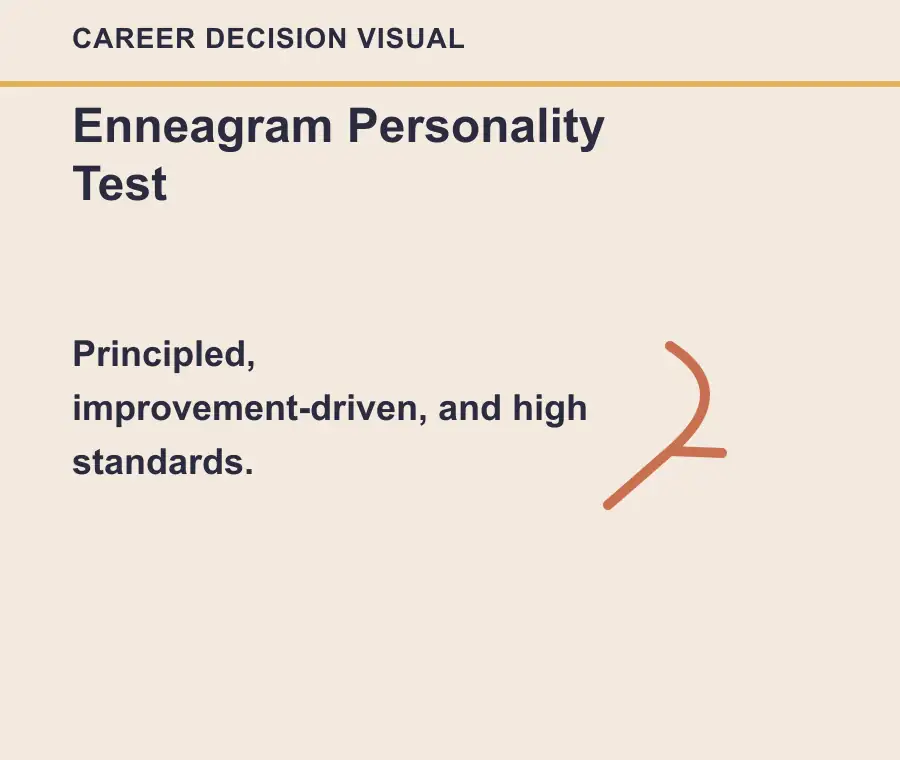 CAREER DECISION VISUAL
Enneagram Personality
Test
Principled,
improvement-driven, and high
standards.